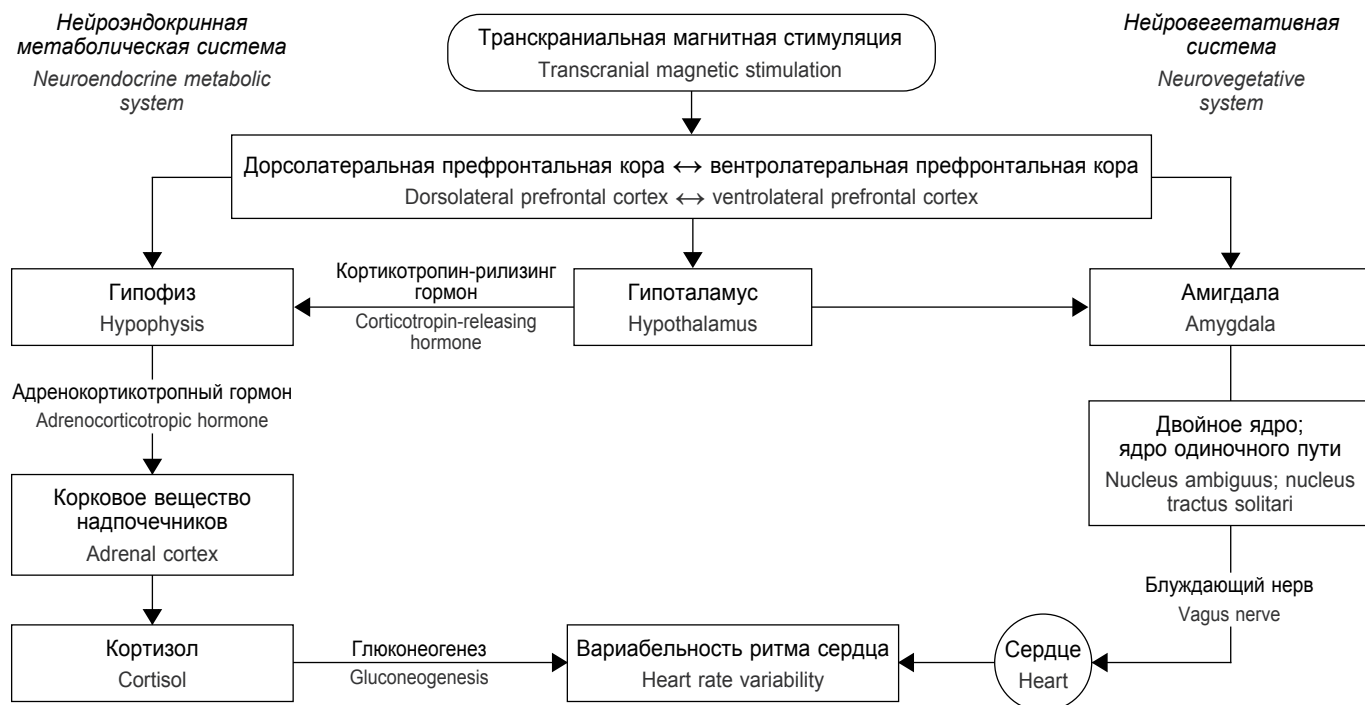 Нейроэндокринная
метаболическая система
Neuroendocrine metabolic
system
Транскраниальная магнитная стимуляция
Transcranial magnetic stimulation
Нейровегетативная
система
Neurovegetative
system
Дорсолатеральная префронтальная кора ↔ вентролатеральная префронтальная кора
Dorsolateral prefrontal cortex ↔ ventrolateral prefrontal cortex
Гипофиз
Hypophysis
Кортикотропин-рилизинг
гормон
Corticotropin-releasing
hormone
Гипоталамус
Hypothalamus
Амигдала
Amygdala
Адренокортикотропный гормон
Adrenocorticotropic hormone
Двойное ядро;
ядро одиночного пути
Nucleus ambiguus; nucleus
tractus solitari
Корковое вещество
надпочечников
Adrenal cortex
Блуждающий нерв
Vagus nerve
Кортизол
Cortisol
Глюконеогенез
Gluconeogenesis
Вариабельность ритма сердца
Heart rate variability
Сердце
Heart